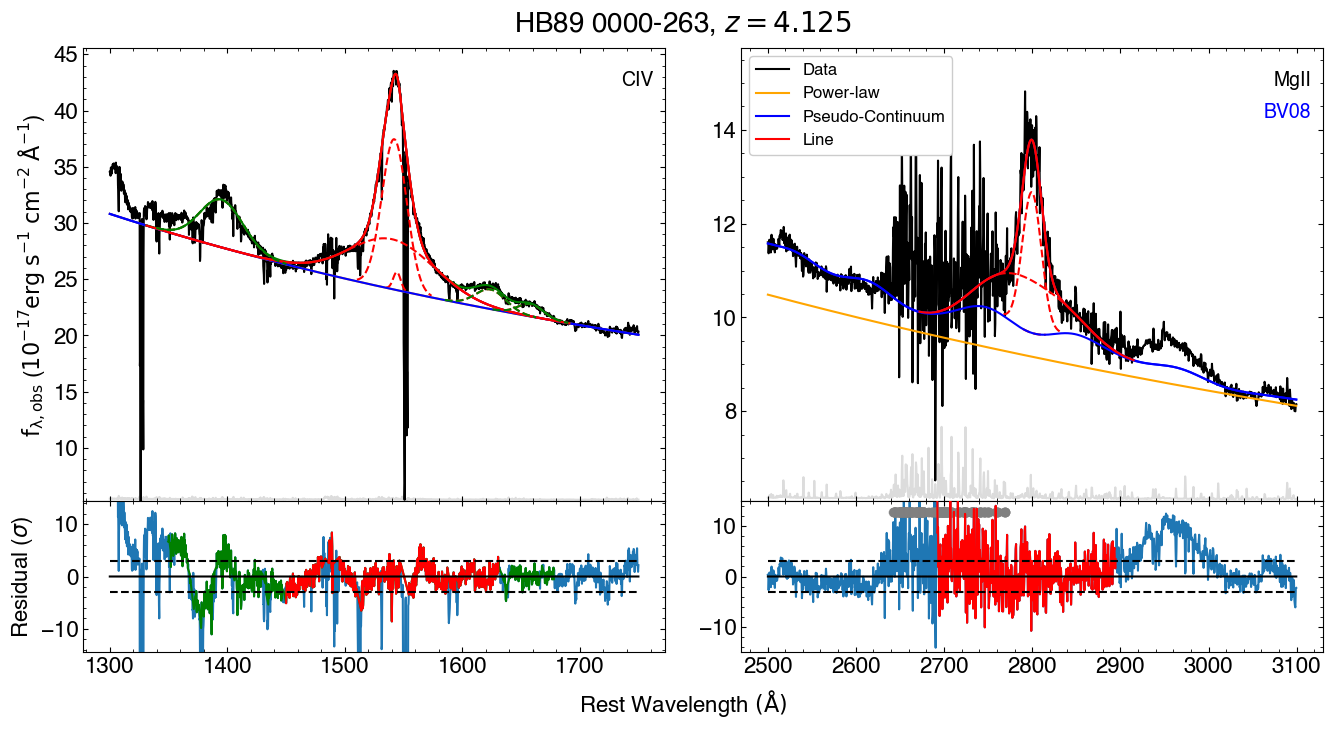 HB89 0000-263, z = 4.125
CIV
MgII
BV08
Data
Power-law
Pseudo-Continuum
Line
f_λ,obs (10⁻¹⁷erg s⁻¹ cm⁻² Å⁻¹)
45
40
35
30
25
20
15
10
14
12
10
8
Residual (σ)
10
0
−10
10
0
−10
1300 1400 1500 1600 1700
2500 2600 2700 2800 2900 3000 3100
Rest Wavelength (Å)